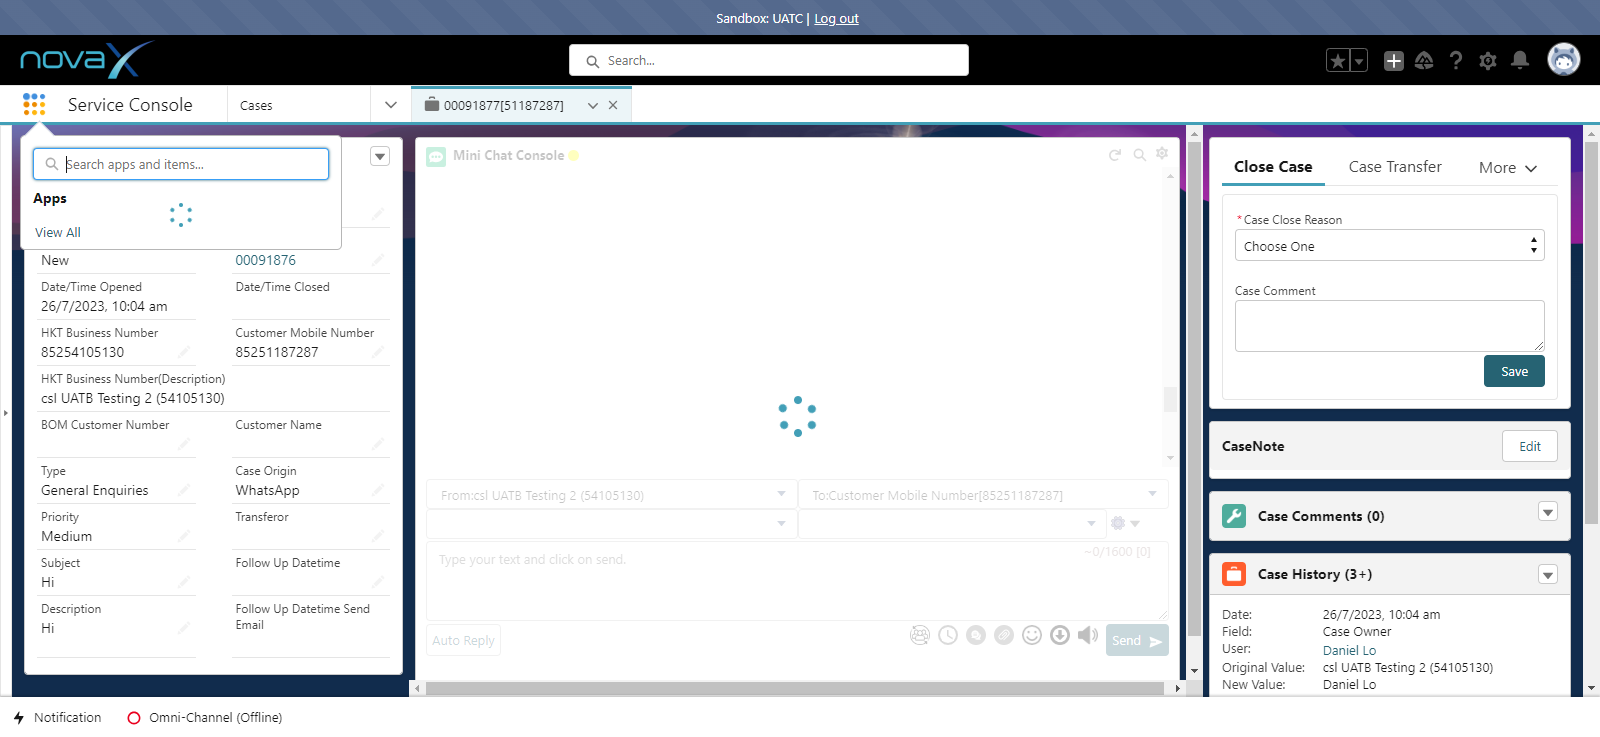 Sandbox: UATC | Log out
novaX
Search...
Service Console
Cases
00091877[51187287]
Search apps and items...
Apps
View All
New
00091876
Date/Time Opened
26/7/2023, 10:04 am
Date/Time Closed
HKT Business Number
85254105130
Customer Mobile Number
85251187287
HKT Business Number(Description)
csl UATB Testing 2 (54105130)
BOM Customer Number
Customer Name
Type
General Enquiries
Case Origin
WhatsApp
Priority
Medium
Transferor
Subject
Hi
Follow Up Datetime
Description
Hi
Follow Up Datetime Send
Email
Mini Chat Console
From:csl UATB Testing 2 (54105130)
To:Customer Mobile Number[85251187287]
Type your text and click on send.
~0/1600 [0]
Auto Reply
Send
Close Case
Case Transfer
More
*Case Close Reason
Choose One
Case Comment
Save
CaseNote
Edit
Case Comments (0)
Case History (3+)
Date: 26/7/2023, 10:04 am
Field: Case Owner
User: Daniel Lo
Original Value: csl UATB Testing 2 (54105130)
New Value: Daniel Lo
Notification
Omni-Channel (Offline)